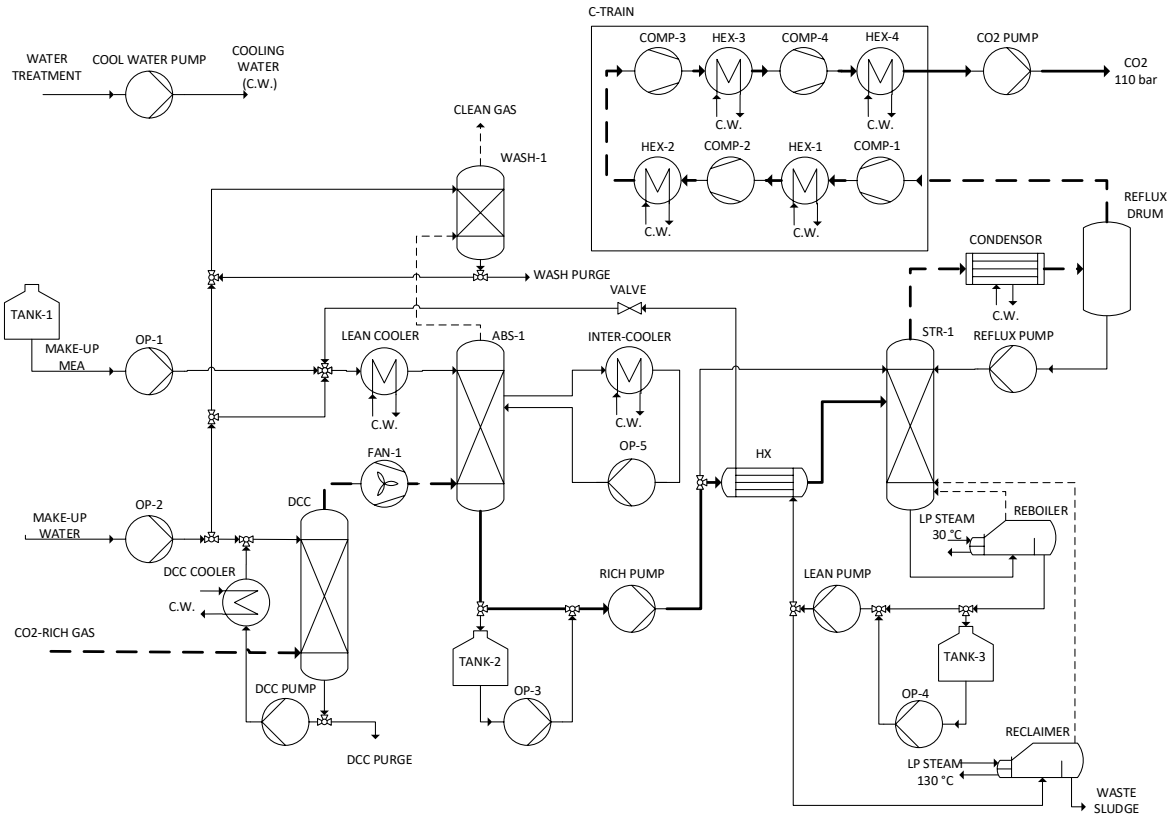 C-TRAIN
COMP-3
HEX-3
COMP-4
HEX-4
CO2 PUMP
WATER
TREATMENT
COOL WATER PUMP
COOLING
WATER
(C.W.)
CO2
110 bar
C.W.
C.W.
CLEAN GAS
WASH-1
HEX-2
COMP-2
HEX-1
COMP-1
REFLUX
DRUM
C.W.
C.W.
CONDENSOR
WASH PURGE
VALVE
C.W.
TANK-1
MAKE-UP
MEA
OP-1
LEAN COOLER
ABS-1
INTER-COOLER
STR-1
REFLUX PUMP
C.W.
C.W.
FAN-1
OP-5
HX
DCC
MAKE-UP
WATER
OP-2
LP STEAM
30 °C
REBOILER
DCC COOLER
C.W.
RICH PUMP
LEAN PUMP
CO2-RICH GAS
TANK-2
TANK-3
DCC PUMP
OP-3
OP-4
DCC PURGE
RECLAIMER
LP STEAM
130 °C
WASTE
SLUDGE